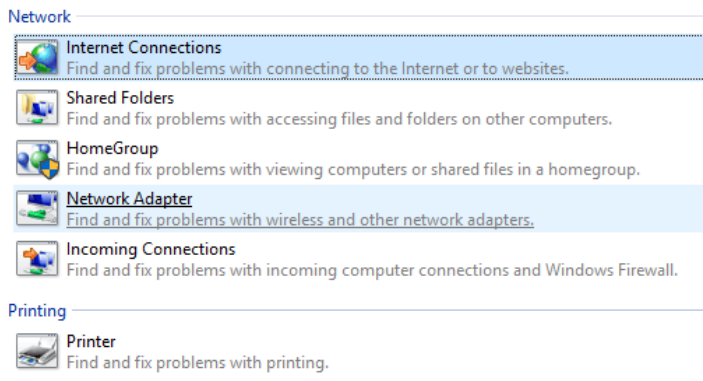 Network
Internet Connections
Find and fix problems with connecting to the Internet or to websites.
Shared Folders
Find and fix problems with accessing files and folders on other computers.
HomeGroup
Find and fix problems with viewing computers or shared files in a homegroup.
Network Adapter
Find and fix problems with wireless and other network adapters.
Incoming Connections
Find and fix problems with incoming computer connections and Windows Firewall.
Printing
Printer
Find and fix problems with printing.